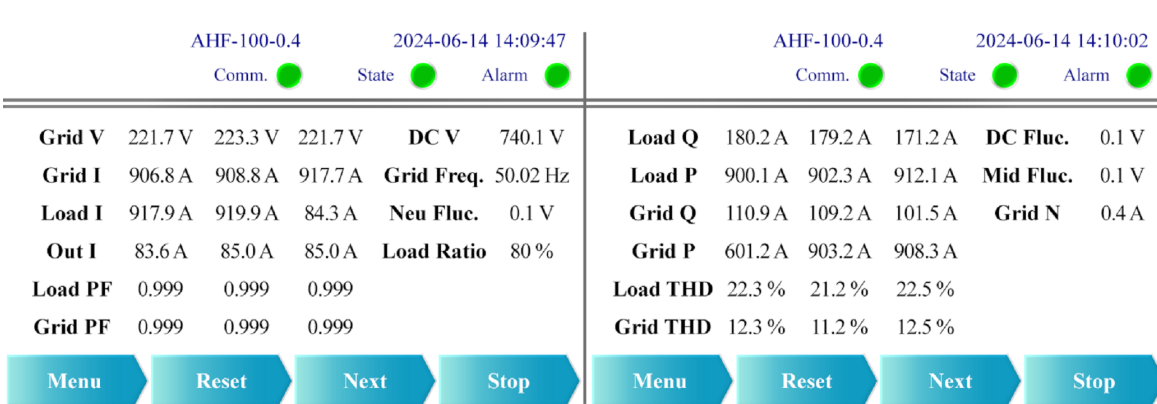 AHF-100-0.4 2024-06-14 14:09:47
Comm. State Alarm
Grid V 221.7 V 223.3 V 221.7 V DC V 740.1 V
Grid I 906.8 A 908.8 A 917.7 A Grid Freq. 50.02 Hz
Load I 917.9 A 919.9 A 84.3 A Neu Fluc. 0.1 V
Out I 83.6 A 85.0 A 85.0 A Load Ratio 80 %
Load PF 0.999 0.999 0.999
Grid PF 0.999 0.999 0.999
Menu Reset Next Stop
AHF-100-0.4 2024-06-14 14:10:02
Comm. State Alarm
Load Q 180.2 A 179.2 A 171.2 A DC Fluc. 0.1 V
Load P 900.1 A 902.3 A 912.1 A Mid Fluc. 0.1 V
Grid Q 110.9 A 109.2 A 101.5 A Grid N 0.4 A
Grid P 601.2 A 903.2 A 908.3 A
Load THD 22.3 % 21.2 % 22.5 %
Grid THD 12.3 % 11.2 % 12.5 %
Menu Reset Next Stop